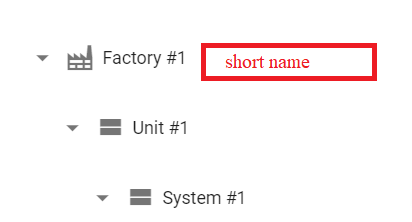 Factory #1 short name
Unit #1
System #1